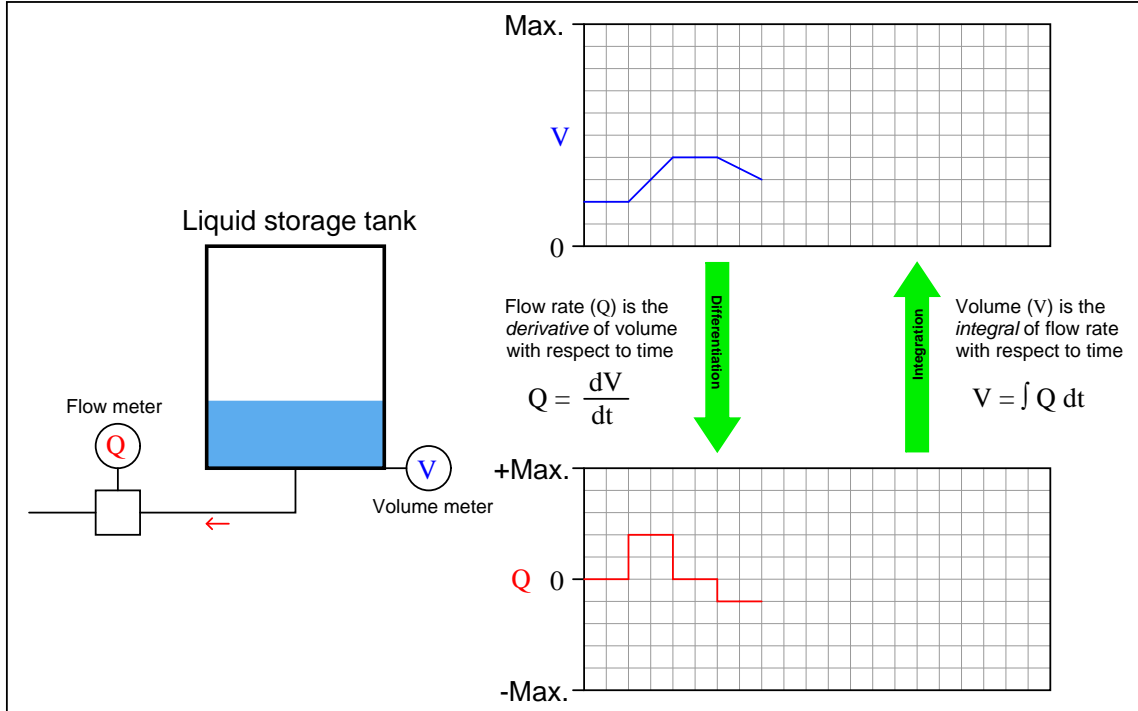 Max.
V
0
Liquid storage tank
Flow meter
Q
V
Volume meter
Flow rate (Q) is the
derivative of volume
with respect to time
Q = dV
dt
Differentiation
Integration
Volume (V) is the
integral of flow rate
with respect to time
V = ∫ Q dt
+Max.
Q 0
-Max.